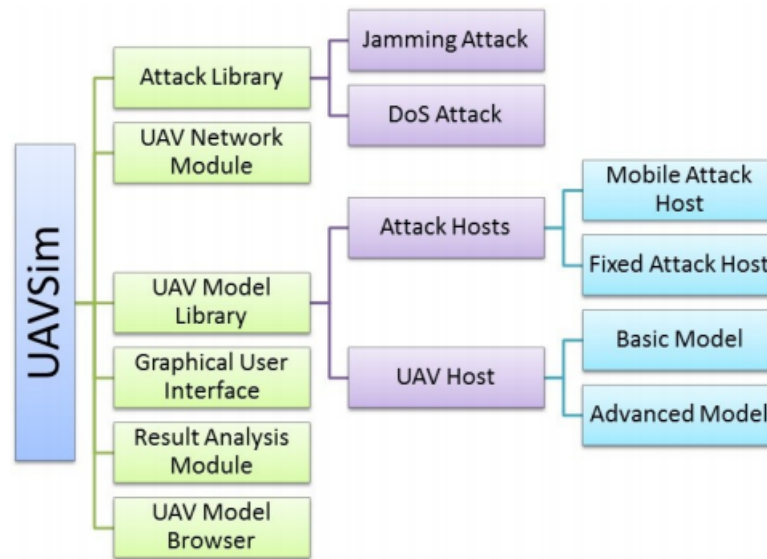 UAVSim
Attack Library
UAV Network
Module
UAV Model
Library
Graphical User
Interface
Result Analysis
Module
UAV Model
Browser
Jamming Attack
DoS Attack
Attack Hosts
UAV Host
Mobile Attack
Host
Fixed Attack Host
Basic Model
Advanced Model